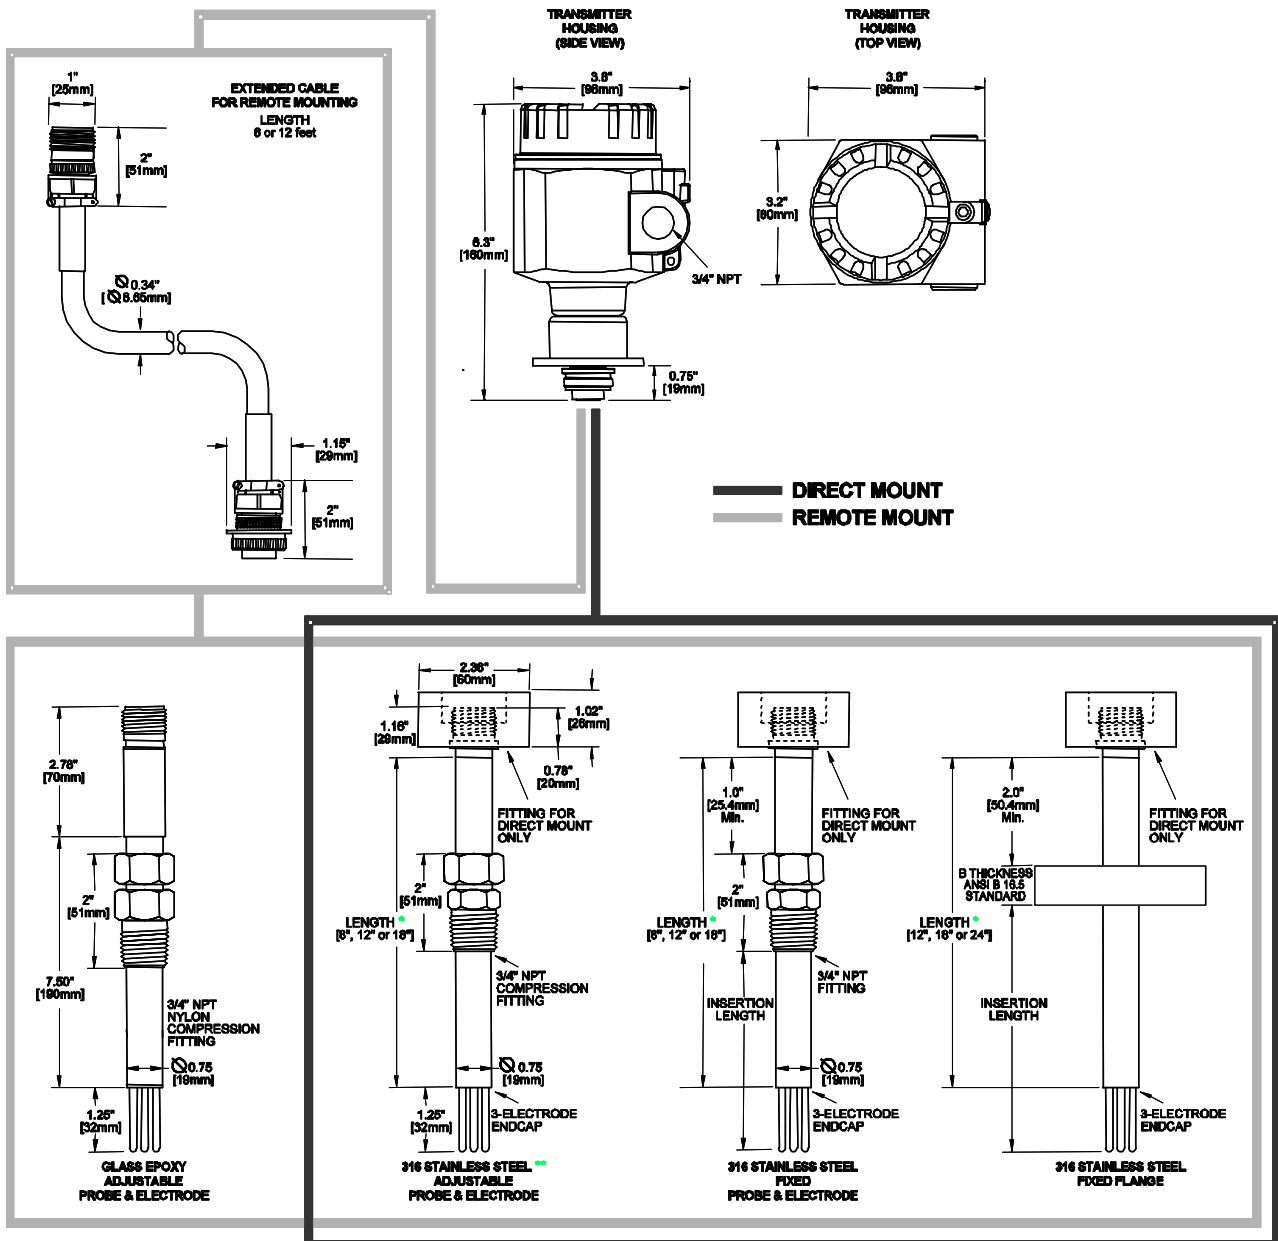 TRANSMITTER
HOUSING
(SIDE VIEW)
TRANSMITTER
HOUSING
(TOP VIEW)
1"
[25mm]
EXTENDED CABLE
FOR REMOTE MOUNTING
LENGTH
6 or 12 feet
2"
[51mm]
Ø 0.34"
[Ø 8.65mm]
1.15"
[29mm]
2"
[51mm]
3.8"
[96mm]
6.3"
[160mm]
3/4" NPT
0.75"
[19mm]
3.8"
[96mm]
3.2"
[80mm]
DIRECT MOUNT
REMOTE MOUNT
2.78"
[70mm]
2"
[51mm]
7.50"
[190mm]
3/4" NPT
NYLON
COMPRESSION
FITTING
Ø 0.75
[19mm]
1.25"
[32mm]
GLASS EPOXY
ADJUSTABLE
PROBE & ELECTRODE
2.36"
[60mm]
1.16"
[29mm]
1.02"
[26mm]
0.78"
[20mm]
FITTING FOR
DIRECT MOUNT
ONLY
2"
[51mm]
LENGTH *
[8", 12" or 18"]
3/4" NPT
COMPRESSION
FITTING
Ø 0.75
[19mm]
1.25"
[32mm]
3-ELECTRODE
ENDCAP
316 STAINLESS STEEL **
ADJUSTABLE
PROBE & ELECTRODE
1.0"
[25.4mm]
Min.
FITTING FOR
DIRECT MOUNT
ONLY
2"
[51mm]
LENGTH *
[8", 12" or 18"]
3/4" NPT
FITTING
INSERTION
LENGTH
Ø 0.75
[19mm]
3-ELECTRODE
ENDCAP
316 STAINLESS STEEL
FIXED
PROBE & ELECTRODE
2.0"
[50.4mm]
Min.
FITTING FOR
DIRECT MOUNT
ONLY
B THICKNESS
ANSI B 16.5
STANDARD
LENGTH *
[12", 18" or 24"]
INSERTION
LENGTH
3-ELECTRODE
ENDCAP
316 STAINLESS STEEL
FIXED FLANGE